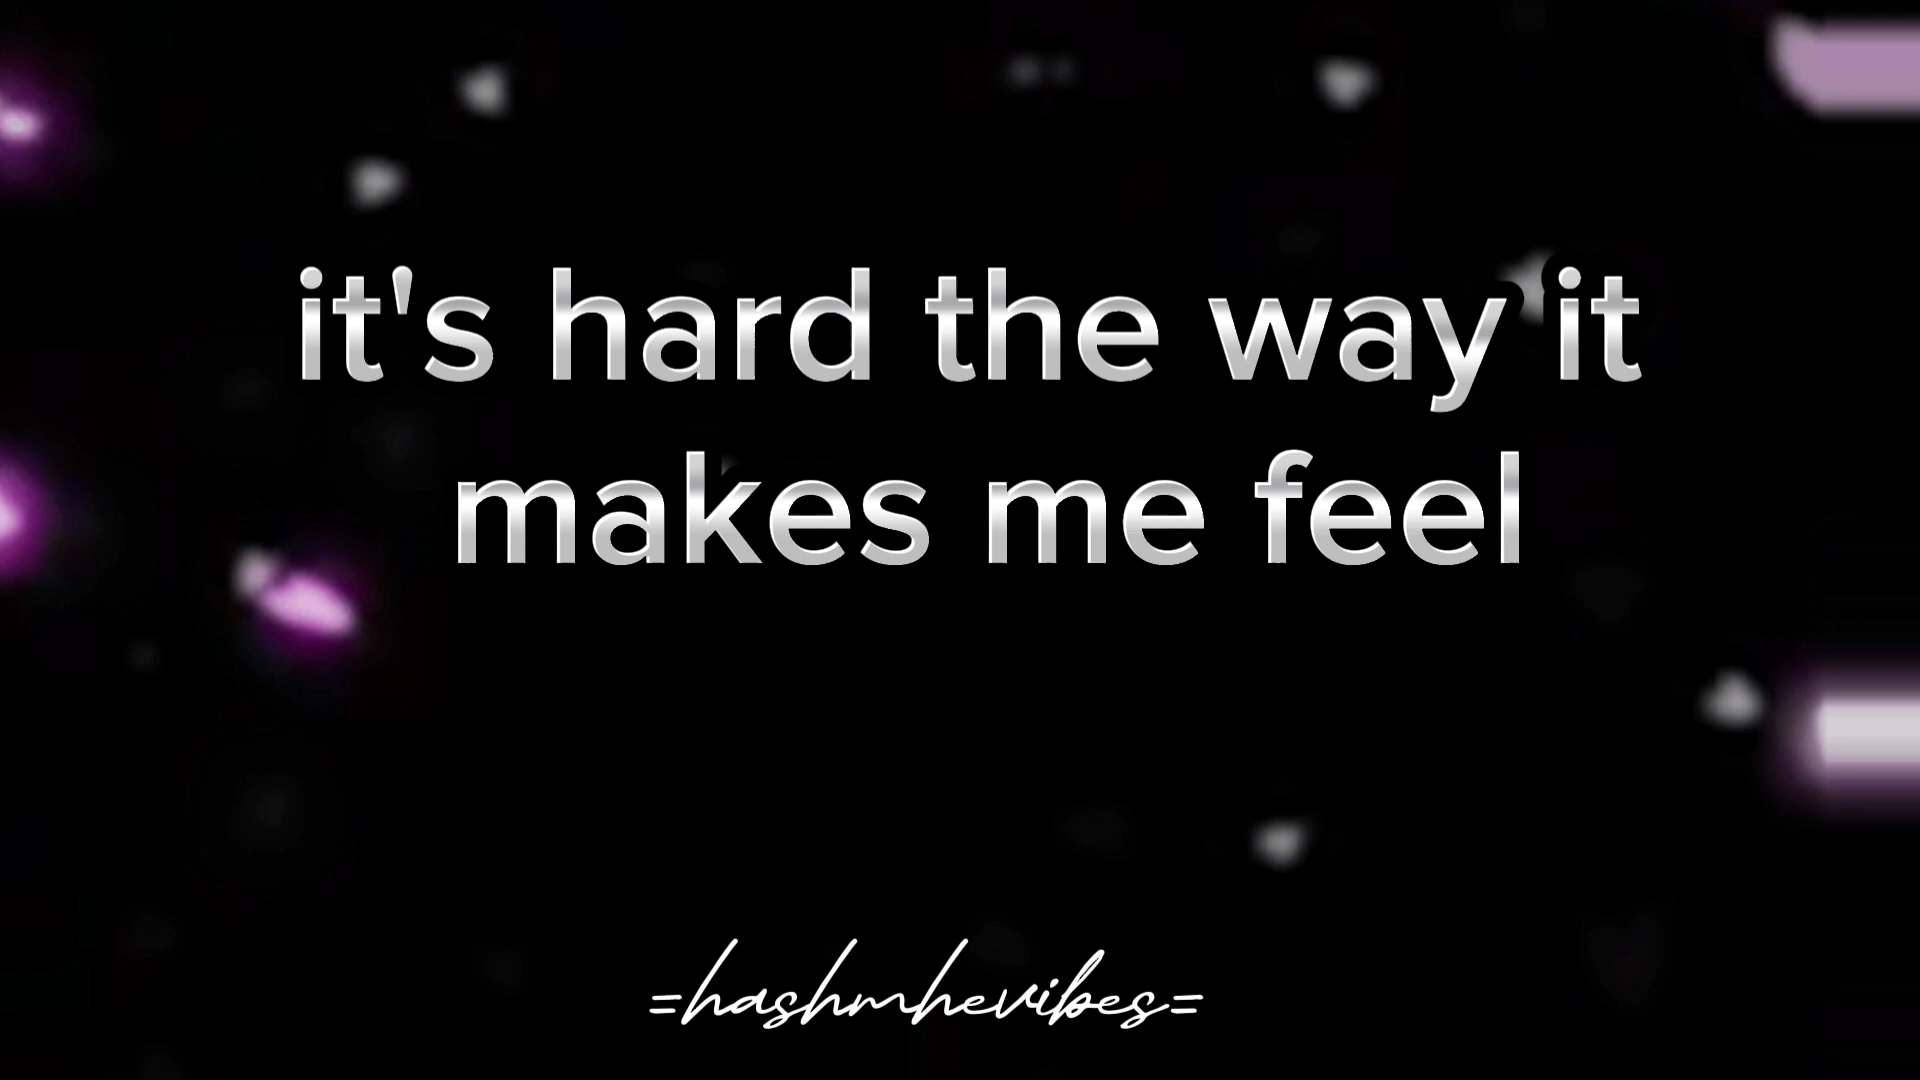 it's hard the way it
makes me feel
=hashmhevibes=